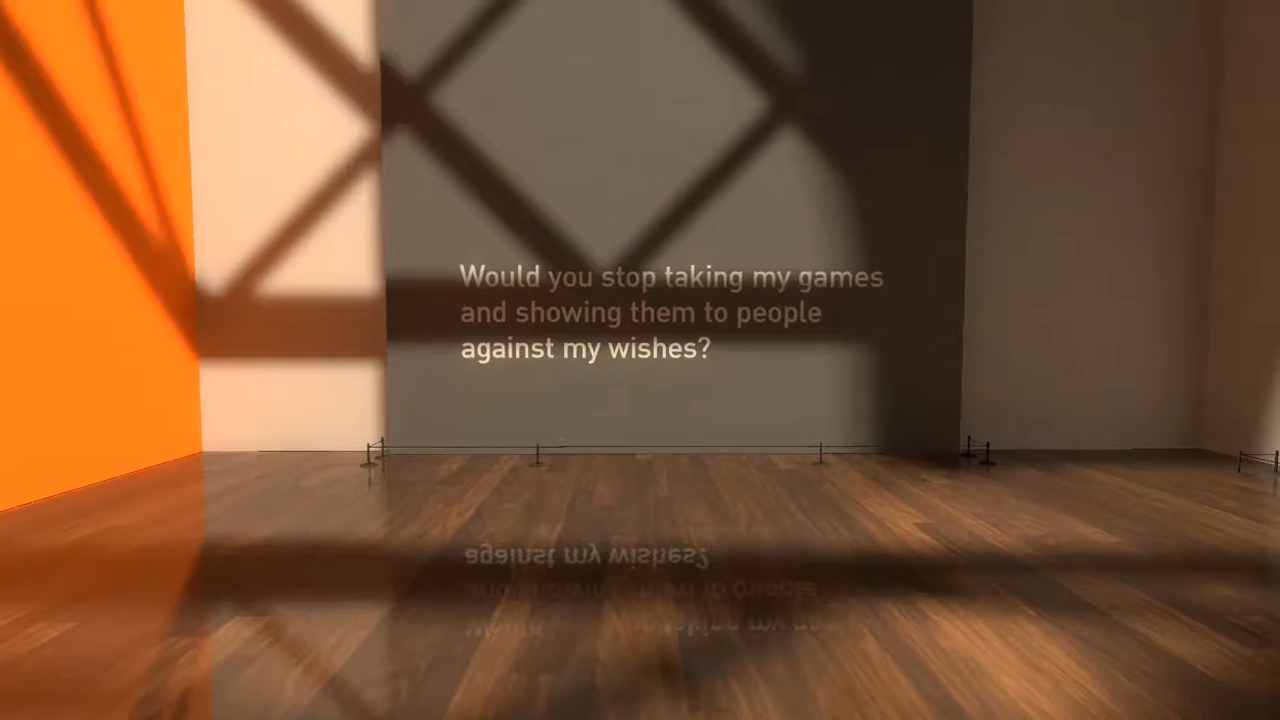 Would you stop taking my games
and showing them to people
against my wishes?